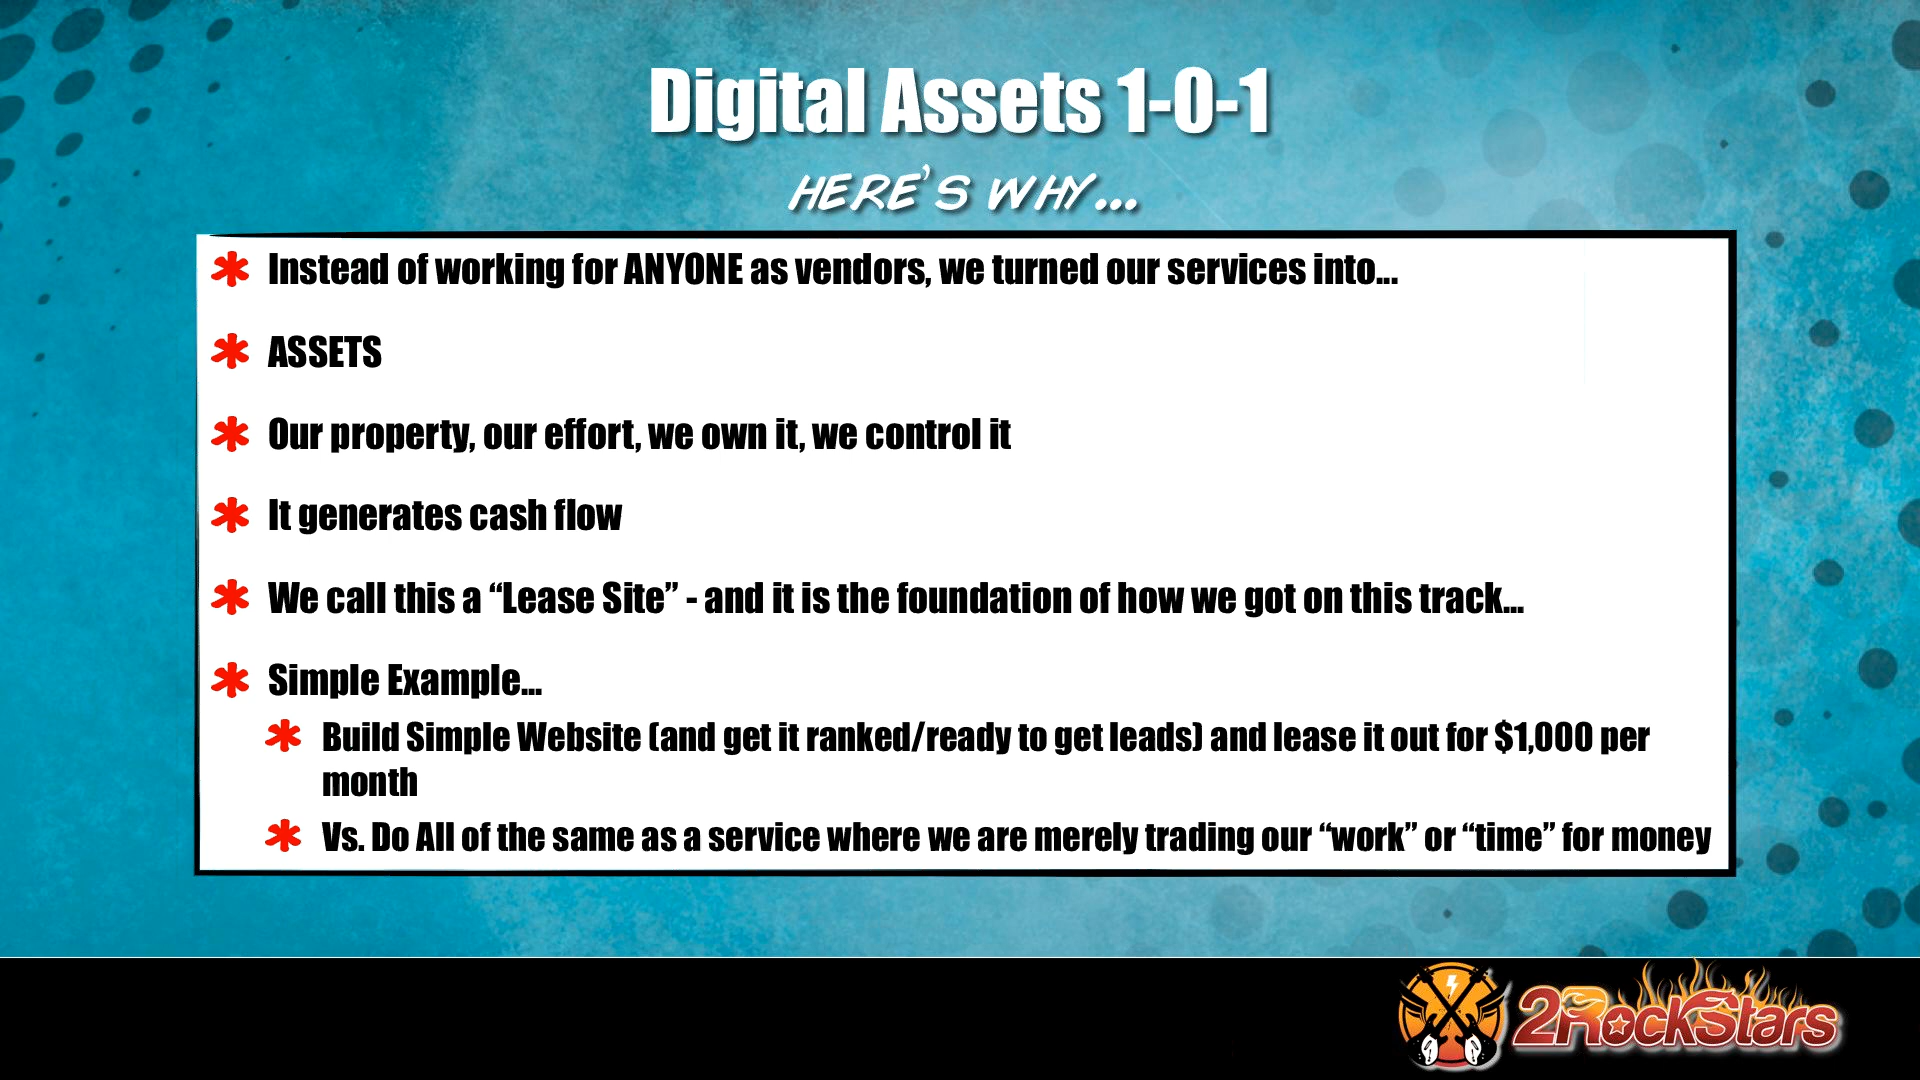 Digital Assets 1-0-1
HERE'S WHY...
Instead of working for ANYONE as vendors, we turned our services into...
ASSETS
Our property, our effort, we own it, we control it
It generates cash flow
We call this a “Lease Site” - and it is the foundation of how we got on this track...
Simple Example...
Build Simple Website (and get it ranked/ready to get leads) and lease it out for $1,000 per
month
Vs. Do All of the same as a service where we are merely trading our “work” or “time” for money
2RockStars